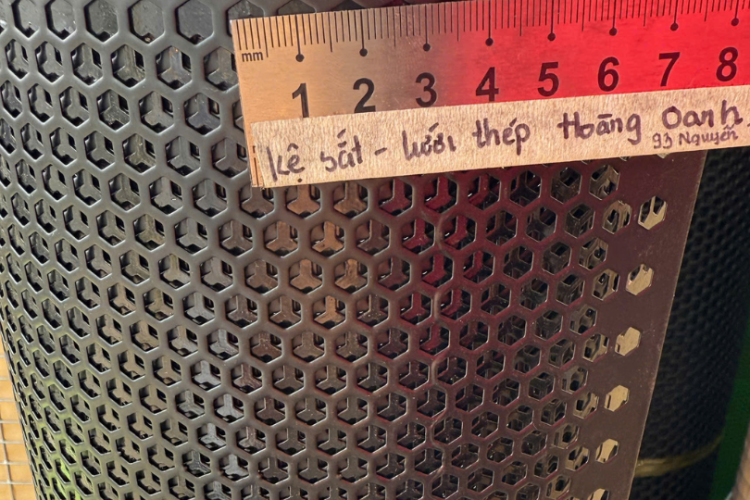 mm
1 2 3 4 5 6 7 8
kệ sắt - lưới thép Hoàng Oanh
93 Nguyễn